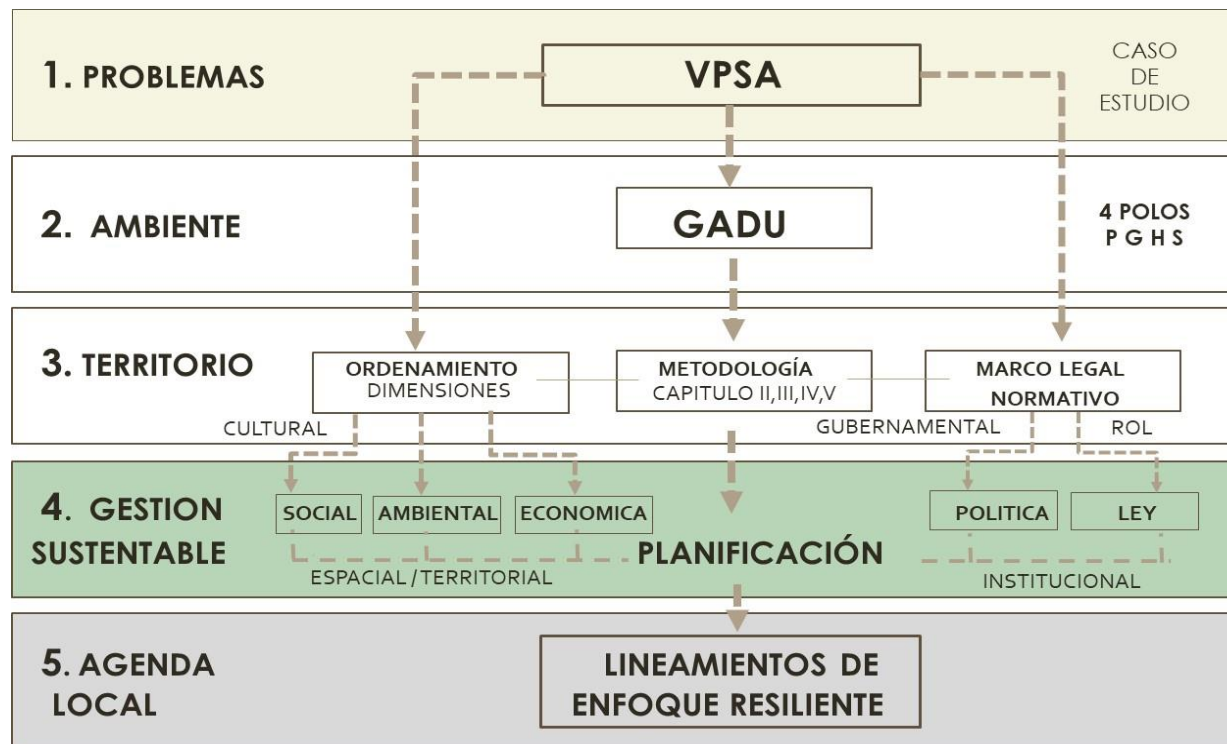 1. PROBLEMAS
VPSA
CASO
DE
ESTUDIO
2. AMBIENTE
GADU
4 POLOS
P G H S
3. TERRITORIO
ORDENAMIENTO
DIMENSIONES
METODOLOGÍA
CAPITULO II,III,IV,V
MARCO LEGAL
NORMATIVO
CULTURAL
GUBERNAMENTAL
ROL
4. GESTION
SUSTENTABLE
SOCIAL
AMBIENTAL
ECONOMICA
PLANIFICACIÓN
POLITICA
LEY
ESPACIAL / TERRITORIAL
INSTITUCIONAL
5. AGENDA
LOCAL
LINEAMIENTOS DE
ENFOQUE RESILIENTE